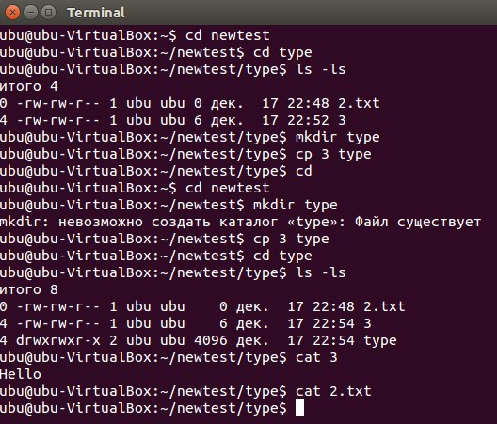 Terminal
ubu@ubu-VirtualBox:~$ cd newtest
ubu@ubu-VirtualBox:~/newtest$ cd type
ubu@ubu-VirtualBox:~/newtest/type$ ls -ls
итого 4
0 -rw-rw-r-- 1 ubu ubu 0 дек.  17 22:48 2.txt
4 -rw-rw-r-- 1 ubu ubu 6 дек.  17 22:52 3
ubu@ubu-VirtualBox:~/newtest/type$ mkdir type
ubu@ubu-VirtualBox:~/newtest/type$ cp 3 type
ubu@ubu-VirtualBox:~/newtest/type$ cd
ubu@ubu-VirtualBox:~$ cd newtest
ubu@ubu-VirtualBox:~/newtest$ mkdir type
mkdir: невозможно создать каталог «type»: Файл существует
ubu@ubu-VirtualBox:~/newtest$ cp 3 type
ubu@ubu-VirtualBox:~/newtest$ cd type
ubu@ubu-VirtualBox:~/newtest/type$ ls -ls
итого 8
0 -rw-rw-r-- 1 ubu ubu    0 дек.  17 22:48 2.txt
4 -rw-rw-r-- 1 ubu ubu    6 дек.  17 22:54 3
4 drwxrwxr-x 2 ubu ubu 4096 дек.  17 22:54 type
ubu@ubu-VirtualBox:~/newtest/type$ cat 3
Hello
ubu@ubu-VirtualBox:~/newtest/type$ cat 2.txt
ubu@ubu-VirtualBox:~/newtest/type$